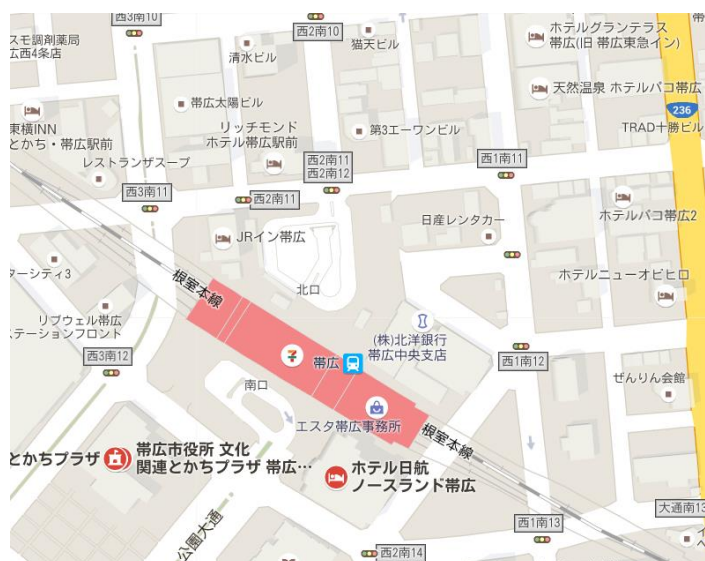 西3南10
西2南10
スモ調剤薬局
広西4条店
清水ビル
猫天ビル
ホテルグランテラス
帯広(旧 帯広東急イン)
天然温泉 ホテルパコ帯広
帯広太陽ビル
236
東横INN
とかち・帯広駅前
リッチモンド
ホテル帯広駅前
第3エーワンビル
TRAD十勝ビル
レストランザスープ
西2南11
西2南12
西1南11
西3南11
西2南11
日産レンタカー
ホテルパコ帯広2
JRイン帯広
ターシティ3
根室本線
北口
ホテルニューオビヒロ
リブウェル帯広
ステーションフロント
(株)北洋銀行
帯広中央支店
西3南12
帯広
西1南12
南口
ぜんりん会館
エスタ帯広事務所
根室本線
とかちプラザ
帯広市役所 文化
関連とかちプラザ 帯広…
ホテル日航
ノースランド帯広
大通南13
西1南13
公園大通
西2南14